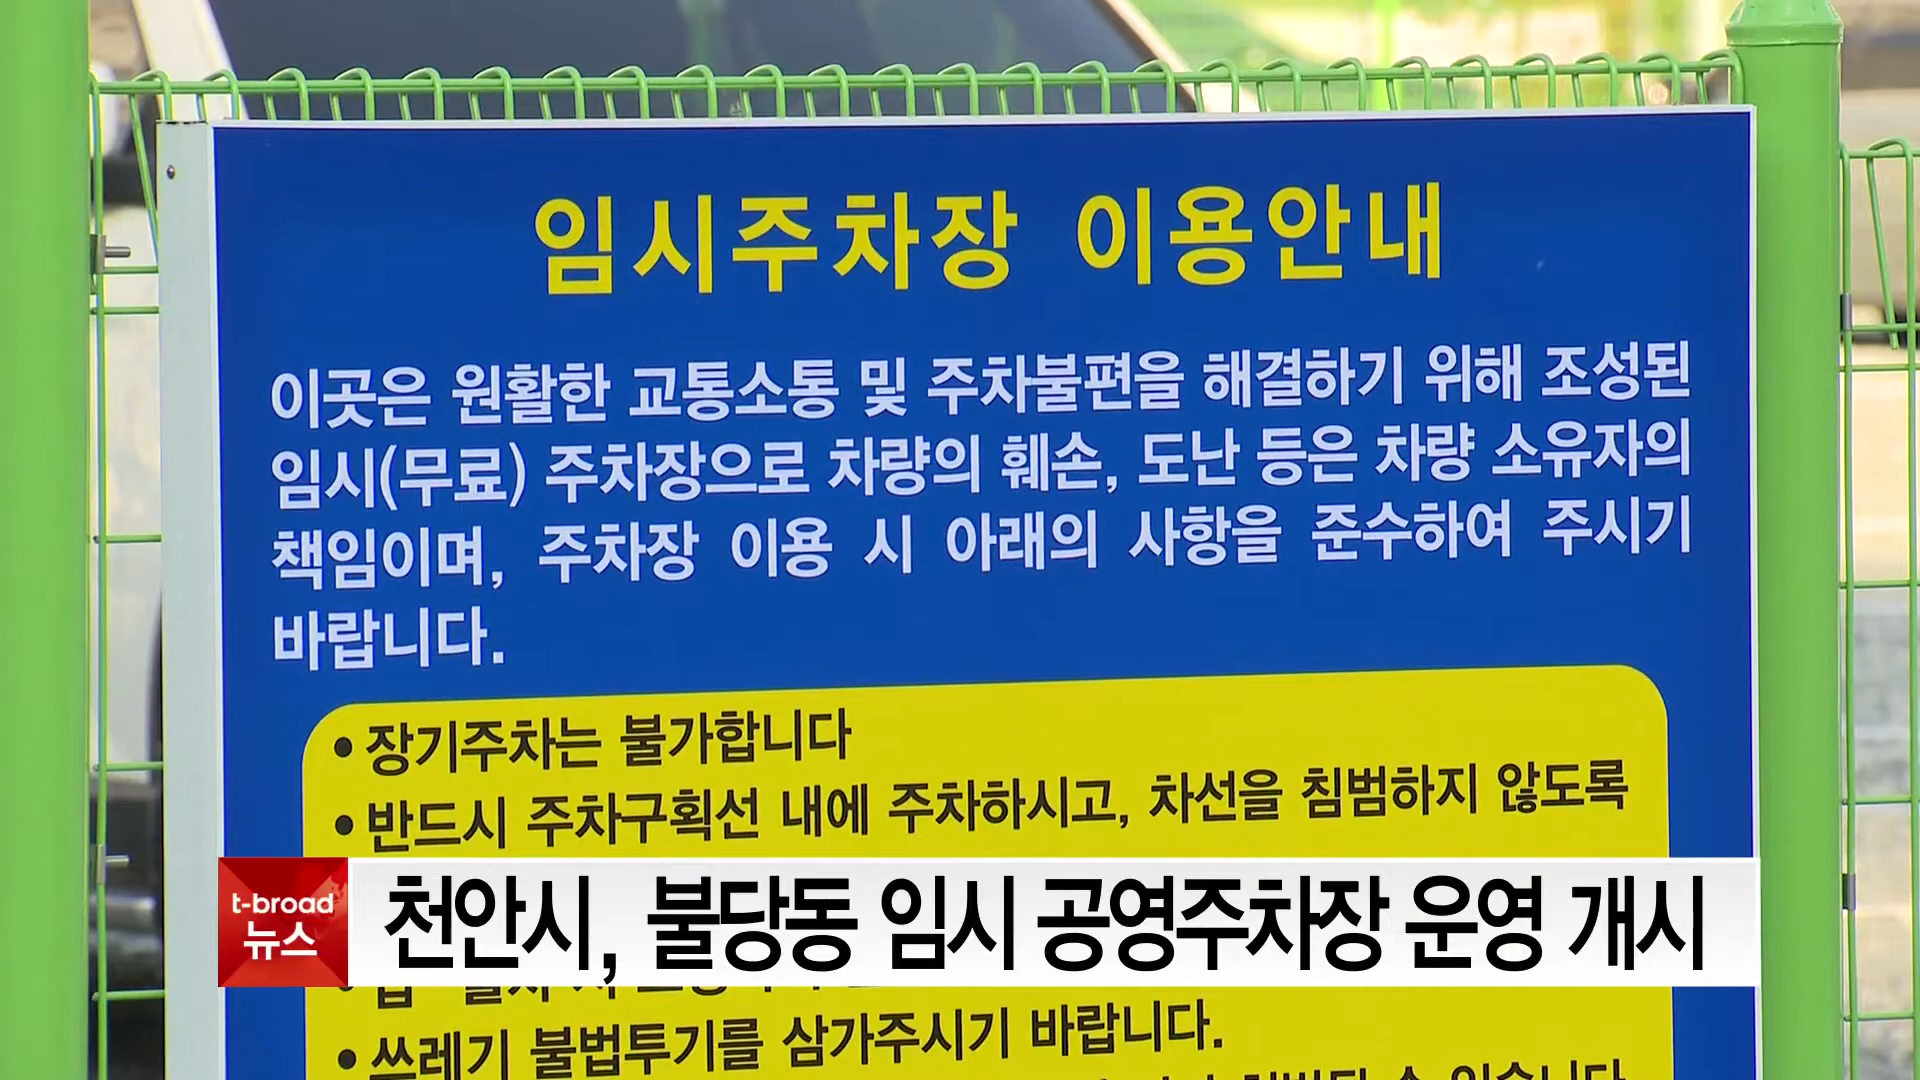 임시주차장 이용안내
이곳은 원활한 교통소통 및 주차불편을 해결하기 위해 조성된
임시(무료) 주차장으로 차량의 훼손, 도난 등은 차량 소유자의
책임이며, 주차장 이용 시 아래의 사항을 준수하여 주시기
바랍니다.
• 장기주차는 불가합니다
• 반드시 주차구획선 내에 주차하시고, 차선을 침범하지 않도록
t-broad
뉴스
천안시, 불당동 임시 공영주차장 운영 개시
• 쓰레기 불법투기를 삼가주시기 바랍니다.
수 있습니다